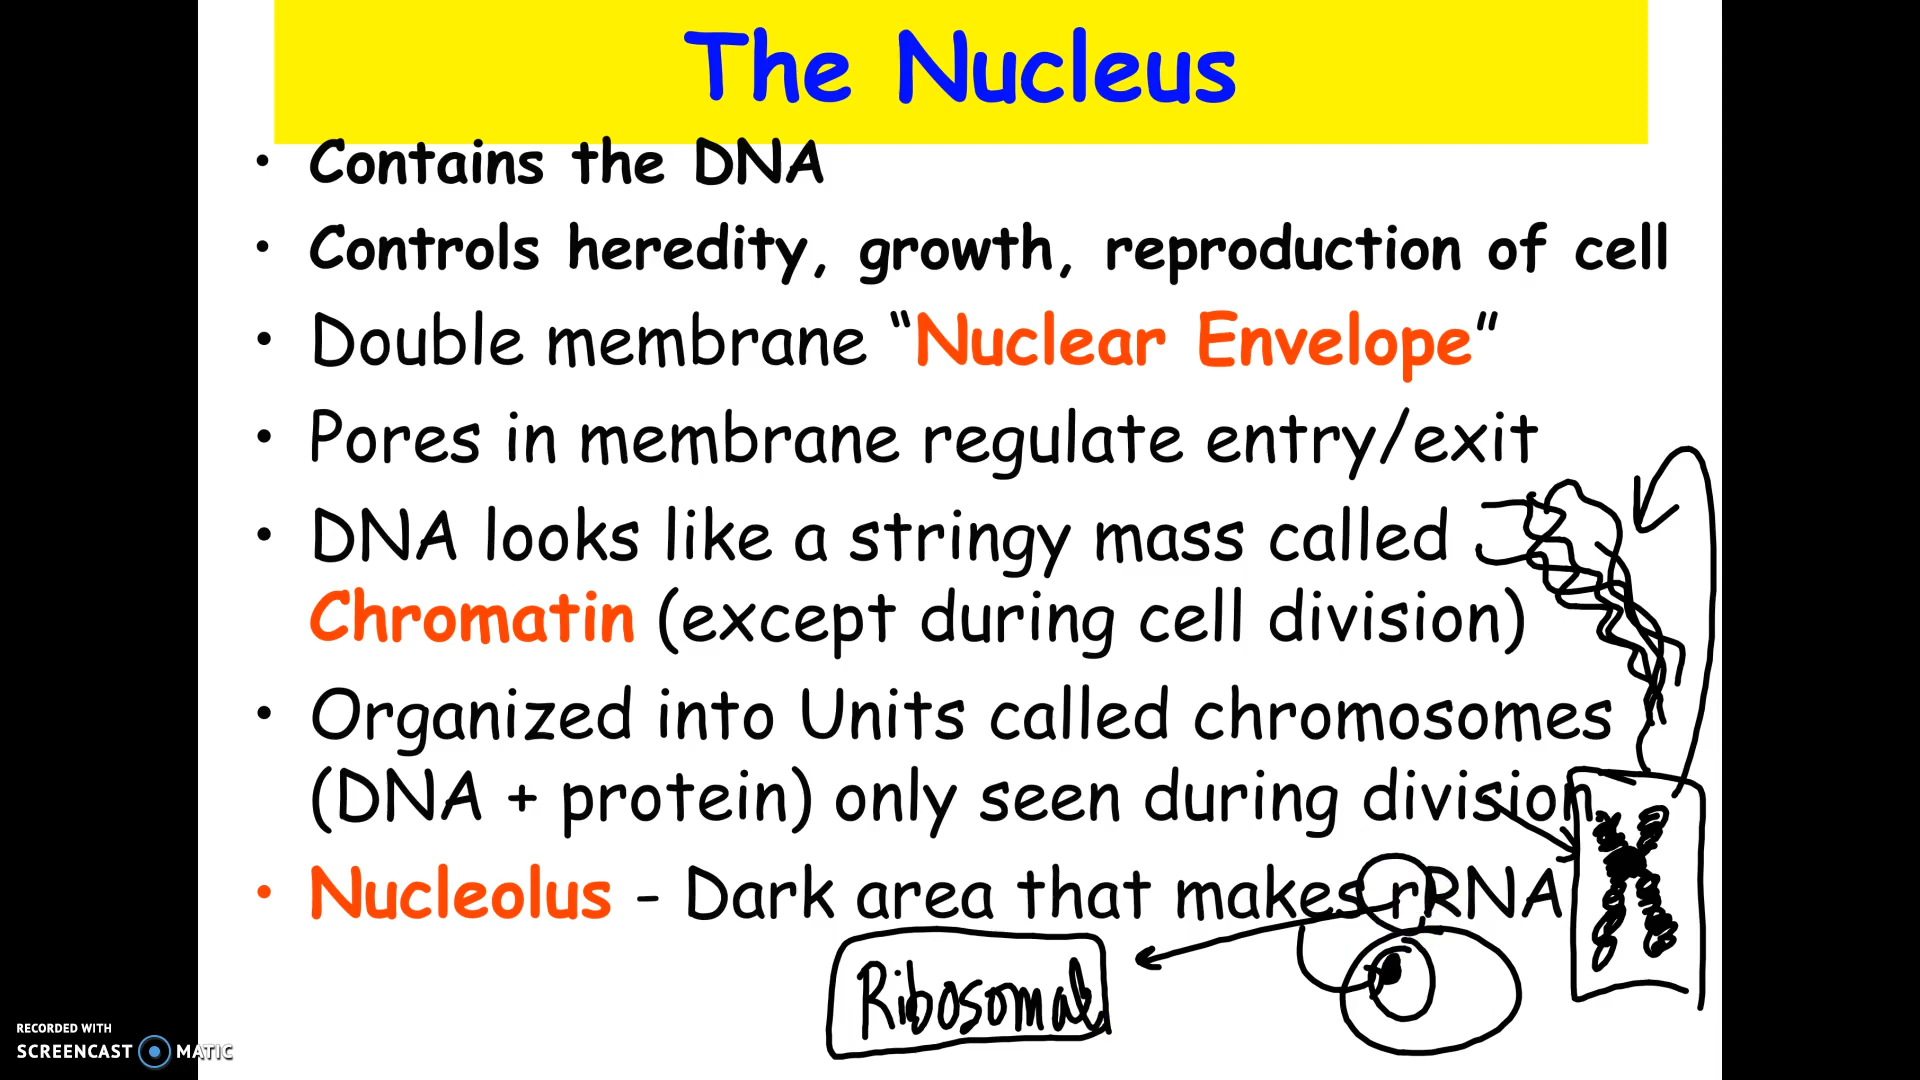 The Nucleus
• Contains the DNA
• Controls heredity, growth, reproduction of cell
• Double membrane “Nuclear Envelope”
• Pores in membrane regulate entry/exit
• DNA looks like a stringy mass called
Chromatin (except during cell division)
• Organized into Units called chromosomes
(DNA + protein) only seen during division
• Nucleolus - Dark area that makes rRNA
Ribosomal
RECORDED WITH
SCREENCAST MATIC